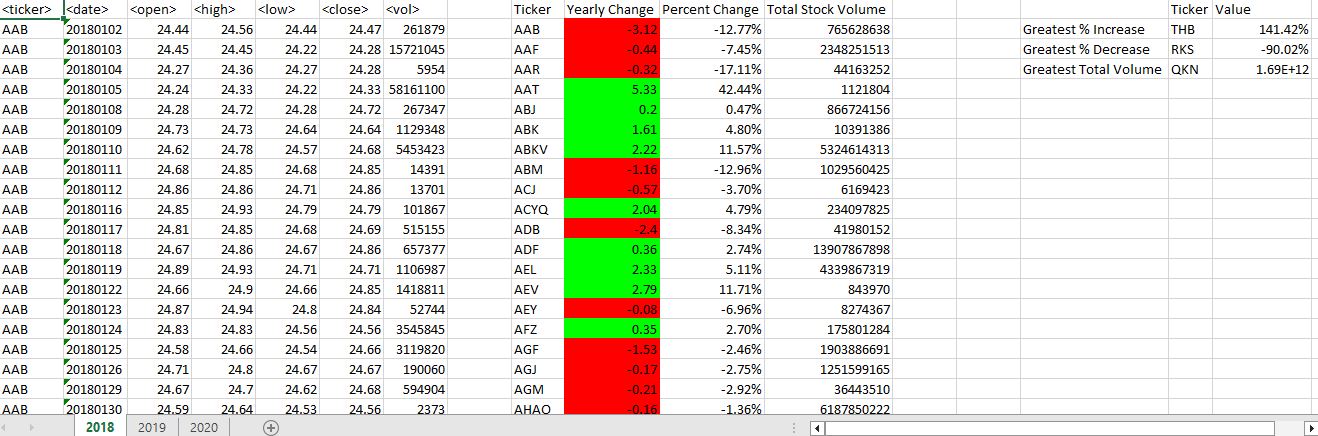 <ticker> <date> <open> <high> <low> <close> <vol> Ticker Yearly Change Percent Change Total Stock Volume Ticker Value
AAB 20180102 24.44 24.56 24.44 24.47 261879 AAB -3.12 -12.77% 765628638 Greatest % Increase THB 141.42%
AAB 20180103 24.45 24.45 24.22 24.28 15721045 AAF -0.44 -7.45% 2348251513 Greatest % Decrease RKS -90.02%
AAB 20180104 24.27 24.36 24.27 24.28 5954 AAR -0.32 -17.11% 44163252 Greatest Total Volume QKN 1.69E+12
AAB 20180105 24.24 24.33 24.22 24.33 58161100 AAT 5.33 42.44% 1121804
AAB 20180108 24.28 24.72 24.28 24.72 267347 ABJ 0.2 0.47% 866724156
AAB 20180109 24.73 24.73 24.64 24.64 1129348 ABK 1.61 4.80% 10391386
AAB 20180110 24.62 24.78 24.57 24.68 5453423 ABKV 2.22 11.57% 5324614313
AAB 20180111 24.68 24.85 24.68 24.85 14391 ABM -1.16 -12.96% 1029560425
AAB 20180112 24.86 24.86 24.71 24.86 13701 ACJ -0.57 -3.70% 6169423
AAB 20180116 24.85 24.93 24.79 24.79 101867 ACYQ 2.04 4.79% 234097825
AAB 20180117 24.81 24.85 24.68 24.69 515155 ADB -2.4 -8.34% 41980152
AAB 20180118 24.67 24.86 24.67 24.86 657377 ADF 0.36 2.74% 13907867898
AAB 20180119 24.89 24.93 24.71 24.71 1106987 AEL 2.33 5.11% 4339867319
AAB 20180122 24.66 24.9 24.66 24.85 1418811 AEV 2.79 11.71% 843970
AAB 20180123 24.87 24.94 24.8 24.84 52744 AEY -0.08 -6.96% 8274367
AAB 20180124 24.83 24.83 24.56 24.56 3545845 AFZ 0.35 2.70% 175801284
AAB 20180125 24.58 24.66 24.54 24.66 3119820 AGF -1.53 -2.46% 1903886691
AAB 20180126 24.71 24.8 24.67 24.67 190060 AGJ -0.17 -2.75% 1251599165
AAB 20180129 24.67 24.7 24.62 24.68 594904 AGM -0.21 -2.92% 36443510
AAB 20180130 24.59 24.64 24.53 24.56 2373 AHAO -0.16 -1.36% 6187850222
2018 2019 2020